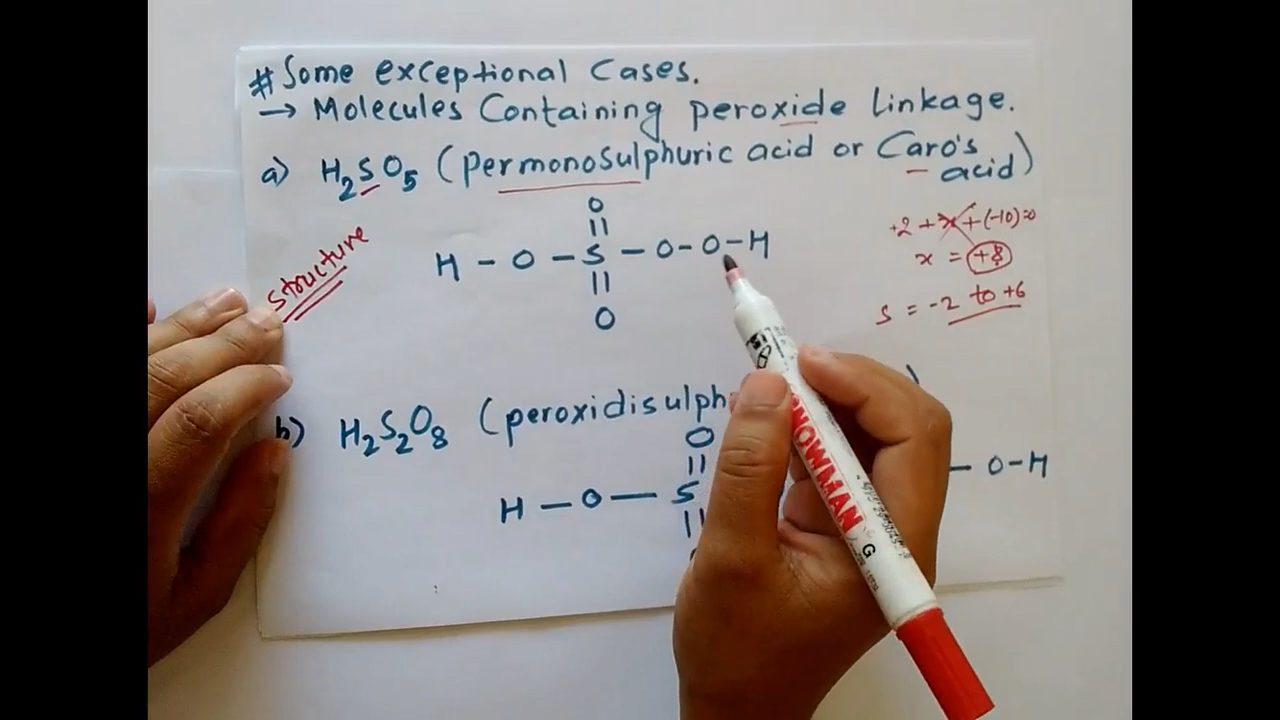 # Some exceptional Cases.
→ Molecules Containing peroxide linkage.
a) H2SO5 (permonosulphuric acid or Caro's acid)
structure
O
||
H - O - S - O - O - H
||
O
+2 + x + (-10) = 0
x = +8
S = -2 to +6
b) H2S2O8 (peroxidisulph
)
O
||
H - O - S
- O - H
||
SNOWMAN
G